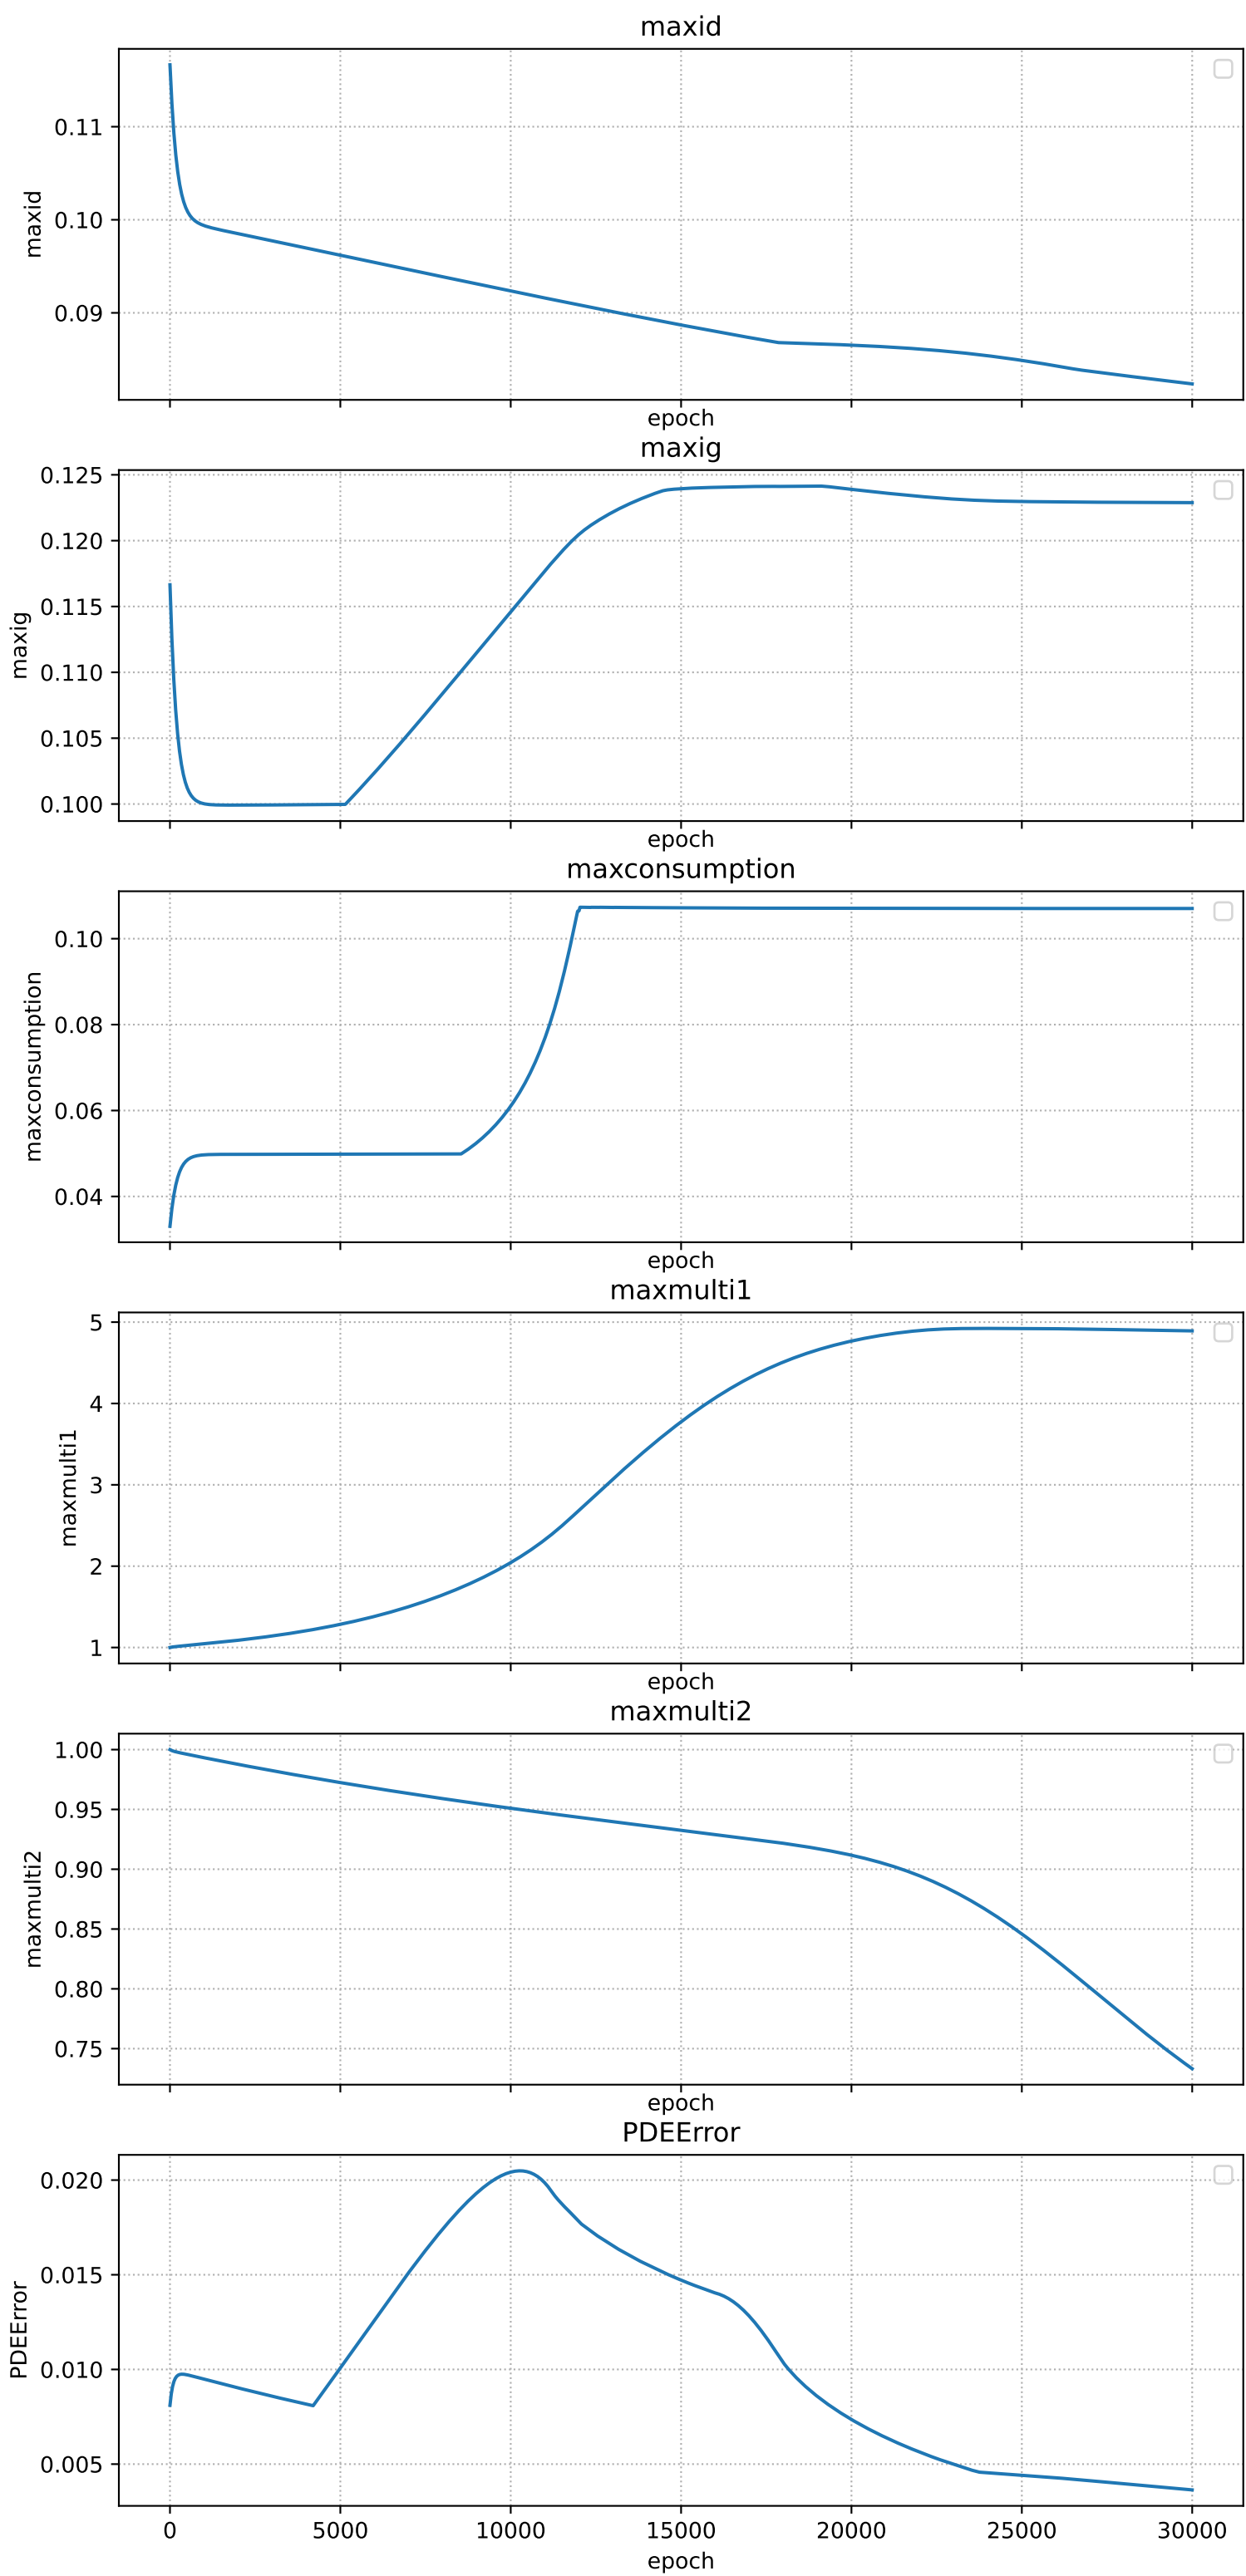 maxid
0.11
0.10
0.09
maxid
epoch
maxig
0.125
0.120
0.115
0.110
0.105
0.100
maxig
epoch
maxconsumption
0.10
0.08
0.06
0.04
maxconsumption
epoch
maxmulti1
5
4
3
2
1
maxmulti1
epoch
maxmulti2
1.00
0.95
0.90
0.85
0.80
0.75
maxmulti2
epoch
PDEError
0.020
0.015
0.010
0.005
PDEError
0 5000 10000 15000 20000 25000 30000
epoch